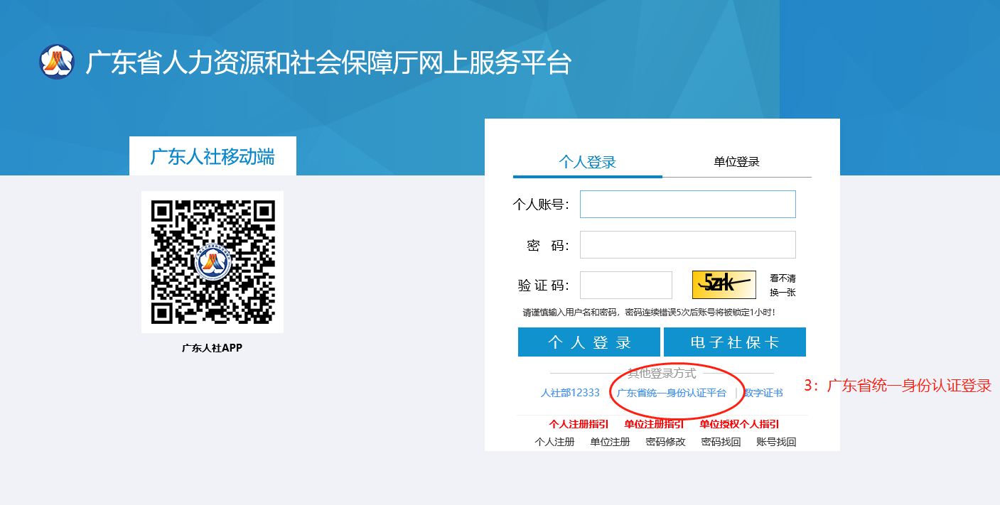 广东省人力资源和社会保障厅网上服务平台
广东人社移动端
广东人社APP
个人登录
单位登录
个人账号：
密 码：
验 证 码：
5zrk
看不清
换一张
请谨慎输入用户名和密码，密码连续错误5次后账号将被锁定1小时！
个 人 登 录
电 子 社 保 卡
其他登录方式
人社部12333
广东省统一身份认证平台
|
数字证书
3：广东省统一身份认证登录
个人注册指引
单位注册指引
单位授权个人指引
个人注册
单位注册
密码修改
密码找回
账号找回